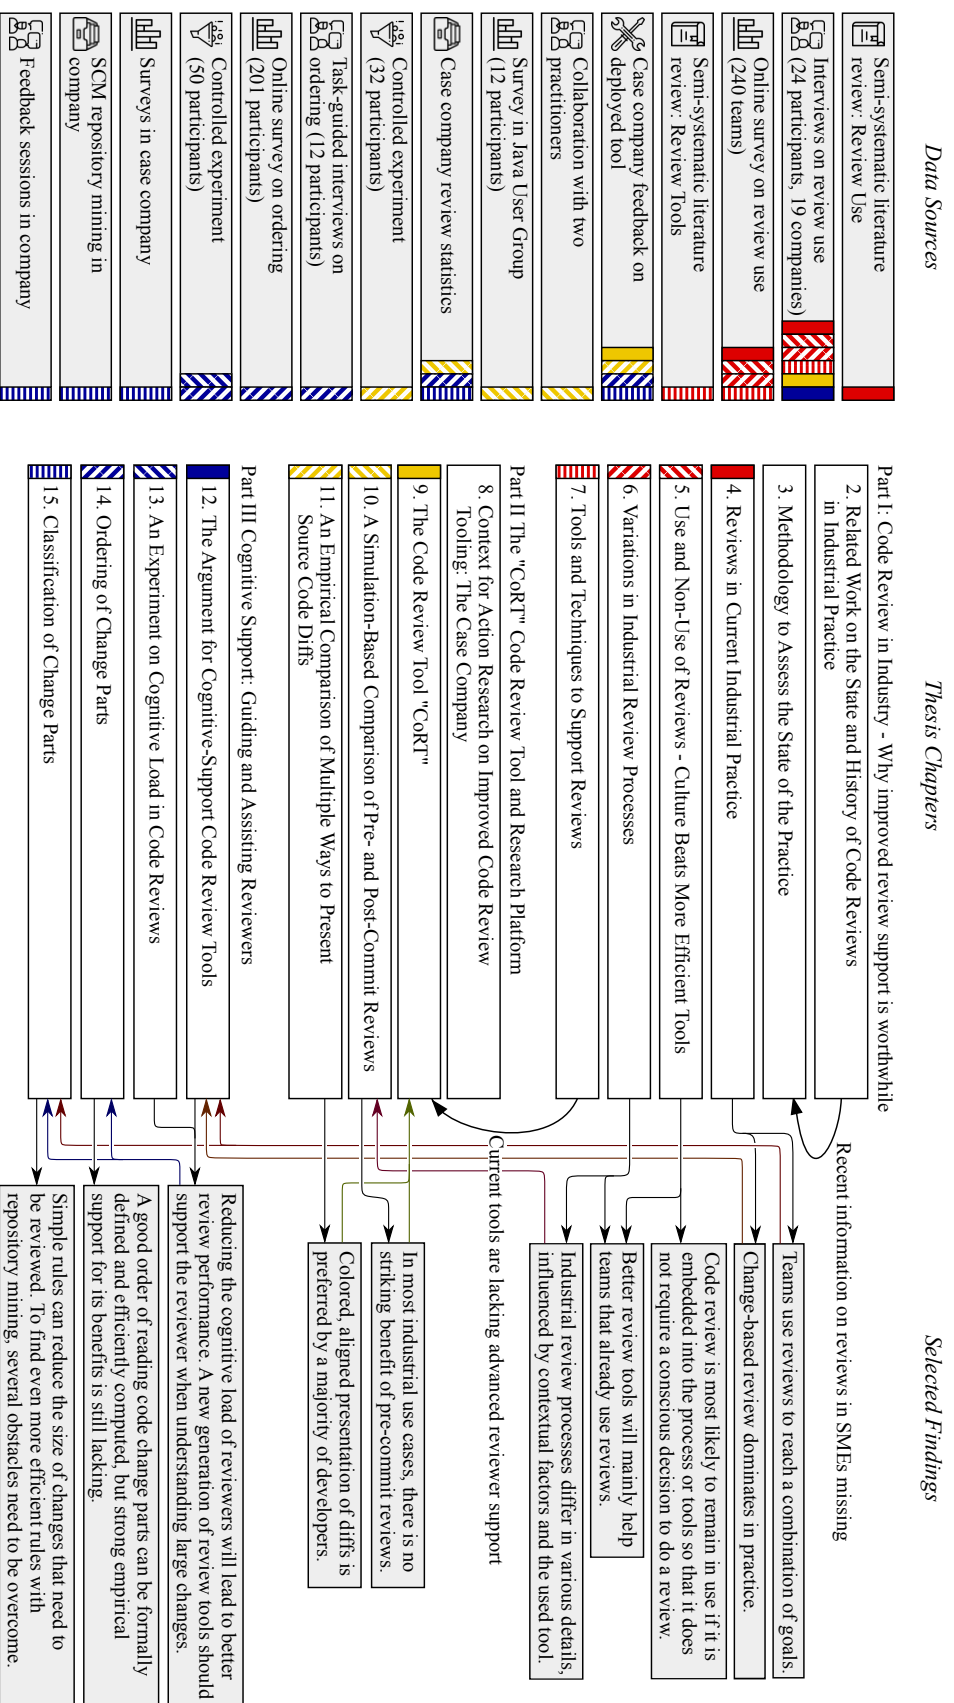 Data Sources
Semi-systematic literature
review: Review Use
Interviews on review use
(24 participants, 19 companies)
Online survey on review use
(240 teams)
Semi-systematic literature
review: Review Tools
Case company feedback on
deployed tool
Collaboration with two
practitioners
Survey in Java User Group
(12 participants)
Case company review statistics
Controlled experiment
(32 participants)
Task-guided interviews on
ordering (12 participants)
Online survey on ordering
(201 participants)
Controlled experiment
(50 participants)
Surveys in case company
SCM repository mining in
company
Feedback sessions in company
Thesis Chapters
Part I: Code Review in Industry - Why improved review support is worthwhile
2. Related Work on the State and History of Code Reviews
in Industrial Practice
3. Methodology to Assess the State of the Practice
4. Reviews in Current Industrial Practice
5. Use and Non-Use of Reviews - Culture Beats More Efficient Tools
6. Variations in Industrial Review Processes
7. Tools and Techniques to Support Reviews
Part II The "CoRT" Code Review Tool and Research Platform
8. Context for Action Research on Improved Code Review
Tooling: The Case Company
9. The Code Review Tool "CoRT"
10. A Simulation-Based Comparison of Pre- and Post-Commit Reviews
11. An Empirical Comparison of Multiple Ways to Present
Source Code Diffs
Part III Cognitive Support: Guiding and Assisting Reviewers
12. The Argument for Cognitive-Support Code Review Tools
13. An Experiment on Cognitive Load in Code Reviews
14. Ordering of Change Parts
15. Classification of Change Parts
Selected Findings
Recent information on reviews in SMEs missing
Teams use reviews to reach a combination of goals.
Change-based review dominates in practice.
Code review is most likely to remain in use if it is
embedded into the process or tools so that it does
not require a conscious decision to do a review.
Better review tools will mainly help
teams that already use reviews.
Industrial review processes differ in various details,
influenced by contextual factors and the used tool.
Current tools are lacking advanced reviewer support
In most industrial use cases, there is no
striking benefit of pre-commit reviews.
Colored, aligned presentation of diffs is
preferred by a majority of developers.
Reducing the cognitive load of reviewers will lead to better
review performance. A new generation of review tools should
support the reviewer when understanding large changes.
A good order of reading code change parts can be formally
defined and efficiently computed, but strong empirical
support for its benefits is still lacking.
Simple rules can reduce the size of changes that need to
be reviewed. To find even more efficient rules with
repository mining, several obstacles need to be overcome.